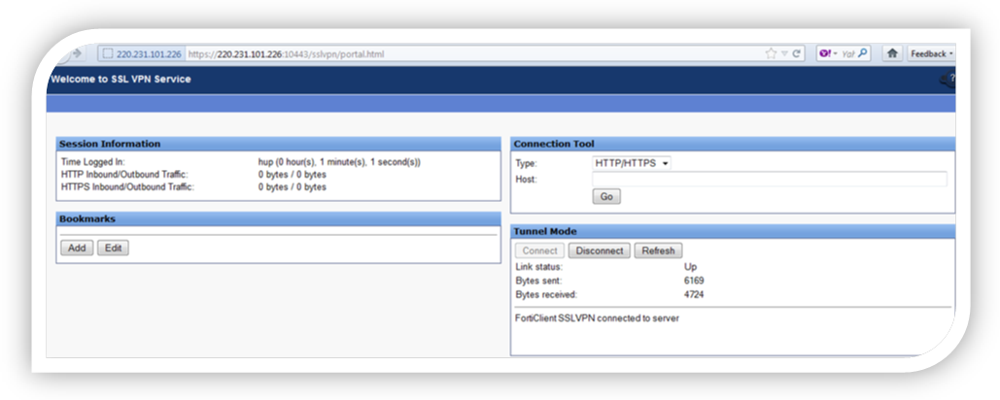 220.231.101.226 https://220.231.101.226:10443/sslvpn/portal.html Ya! Feedback
Welcome to SSL VPN Service ?
Session Information
Time Logged In: hup (0 hour(s), 1 minute(s), 1 second(s))
HTTP Inbound/Outbound Traffic: 0 bytes / 0 bytes
HTTPS Inbound/Outbound Traffic: 0 bytes / 0 bytes
Bookmarks
Add Edit
Connection Tool
Type: HTTP/HTTPS
Host:
Go
Tunnel Mode
Connect Disconnect Refresh
Link status: Up
Bytes sent: 6169
Bytes received: 4724
FortiClient SSLVPN connected to server